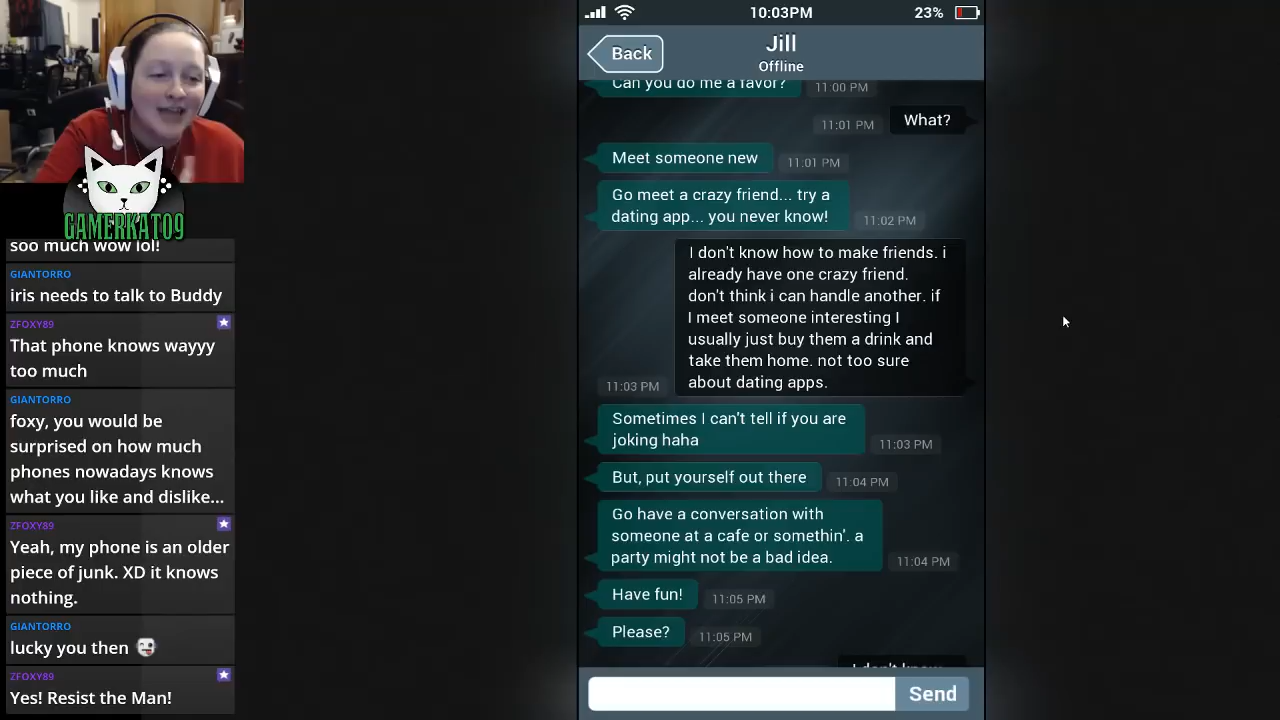 10:03PM
23%
Back
Jill
Offline
Can you do me a favor?
11:00 PM
What?
11:01 PM
Meet someone new
11:01 PM
Go meet a crazy friend... try a
dating app... you never know!
11:02 PM
I don't know how to make friends. i
already have one crazy friend.
don't think i can handle another. if
I meet someone interesting I
usually just buy them a drink and
take them home. not too sure
about dating apps.
11:03 PM
Sometimes I can't tell if you are
joking haha
11:03 PM
But, put yourself out there
11:04 PM
Go have a conversation with
someone at a cafe or somethin'. a
party might not be a bad idea.
11:04 PM
Have fun!
11:05 PM
Please?
11:05 PM
I don't know
Send
GAMERKAT09
soo much wow lol!
GIANTORRO
iris needs to talk to Buddy
ZFOXY89
That phone knows wayyy
too much
GIANTORRO
foxy, you would be
surprised on how much
phones nowadays knows
what you like and dislike...
ZFOXY89
Yeah, my phone is an older
piece of junk. XD it knows
nothing.
GIANTORRO
lucky you then
ZFOXY89
Yes! Resist the Man!